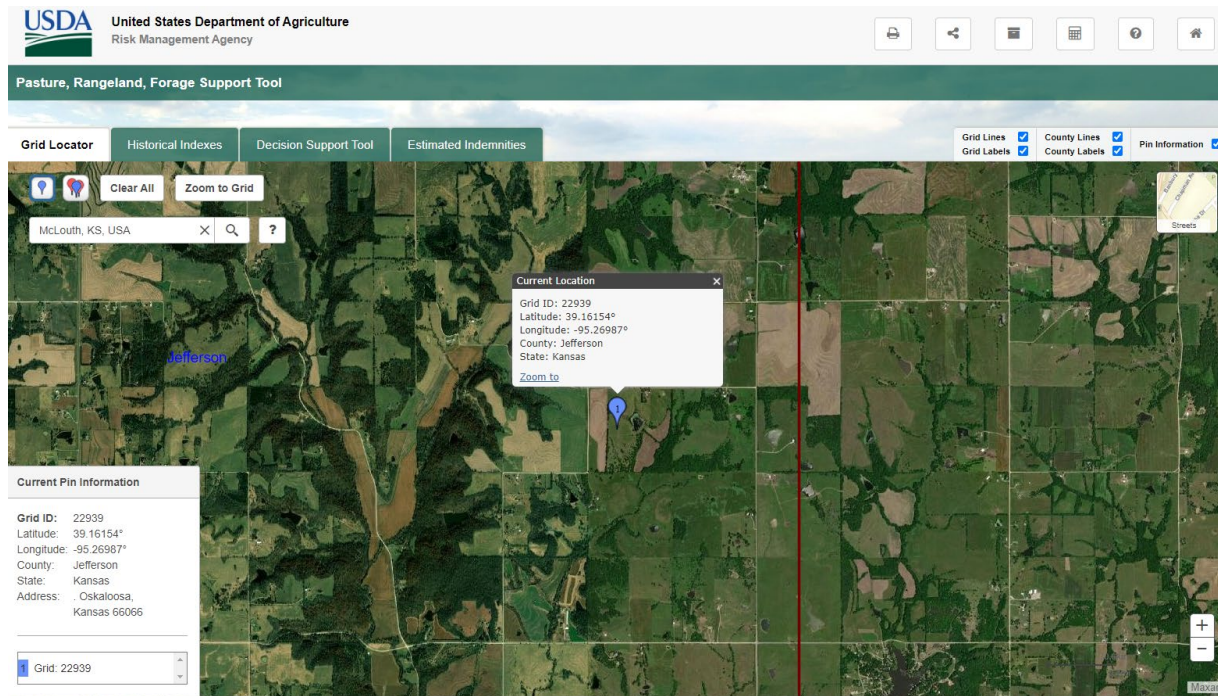 USDA
United States Department of Agriculture
Risk Management Agency
?
Pasture, Rangeland, Forage Support Tool
Grid Locator
Historical Indexes
Decision Support Tool
Estimated Indemnities
Grid Lines
County Lines
Pin Information
Grid Labels
County Labels
Clear All
Zoom to Grid
McLouth, KS, USA
?
Streets
Current Location
Grid ID: 22939
Latitude: 39.16154°
Longitude: -95.26987°
County: Jefferson
State: Kansas
Zoom to
Jefferson
1
Current Pin Information
Grid ID: 22939
Latitude: 39.16154°
Longitude: -95.26987°
County: Jefferson
State: Kansas
Address: . Oskaloosa,
Kansas 66066
1 Grid: 22939
+
−